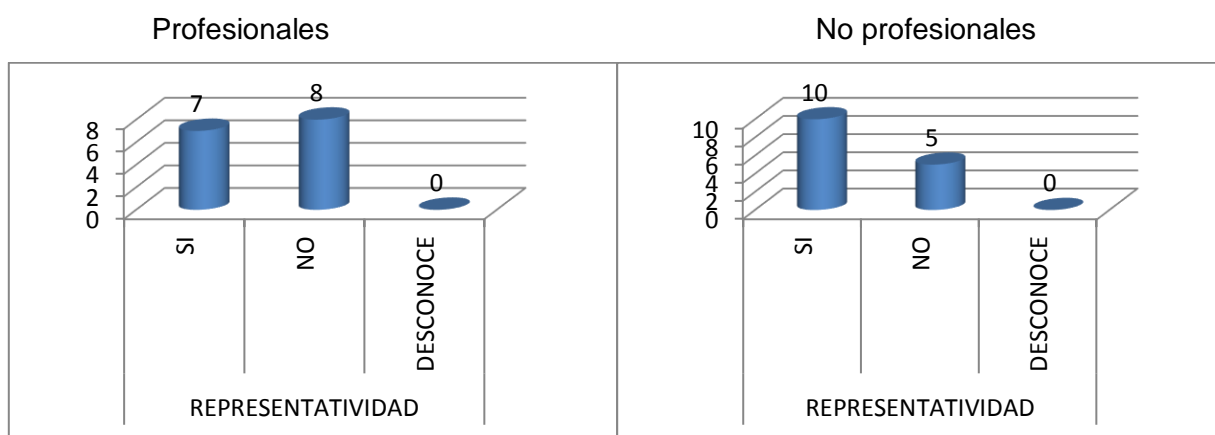 Profesionales
No profesionales
7
8
0
8
6
4
2
0
SI
NO
DESCONOCE
REPRESENTATIVIDAD
10
5
0
10
8
6
4
2
0
SI
NO
DESCONOCE
REPRESENTATIVIDAD